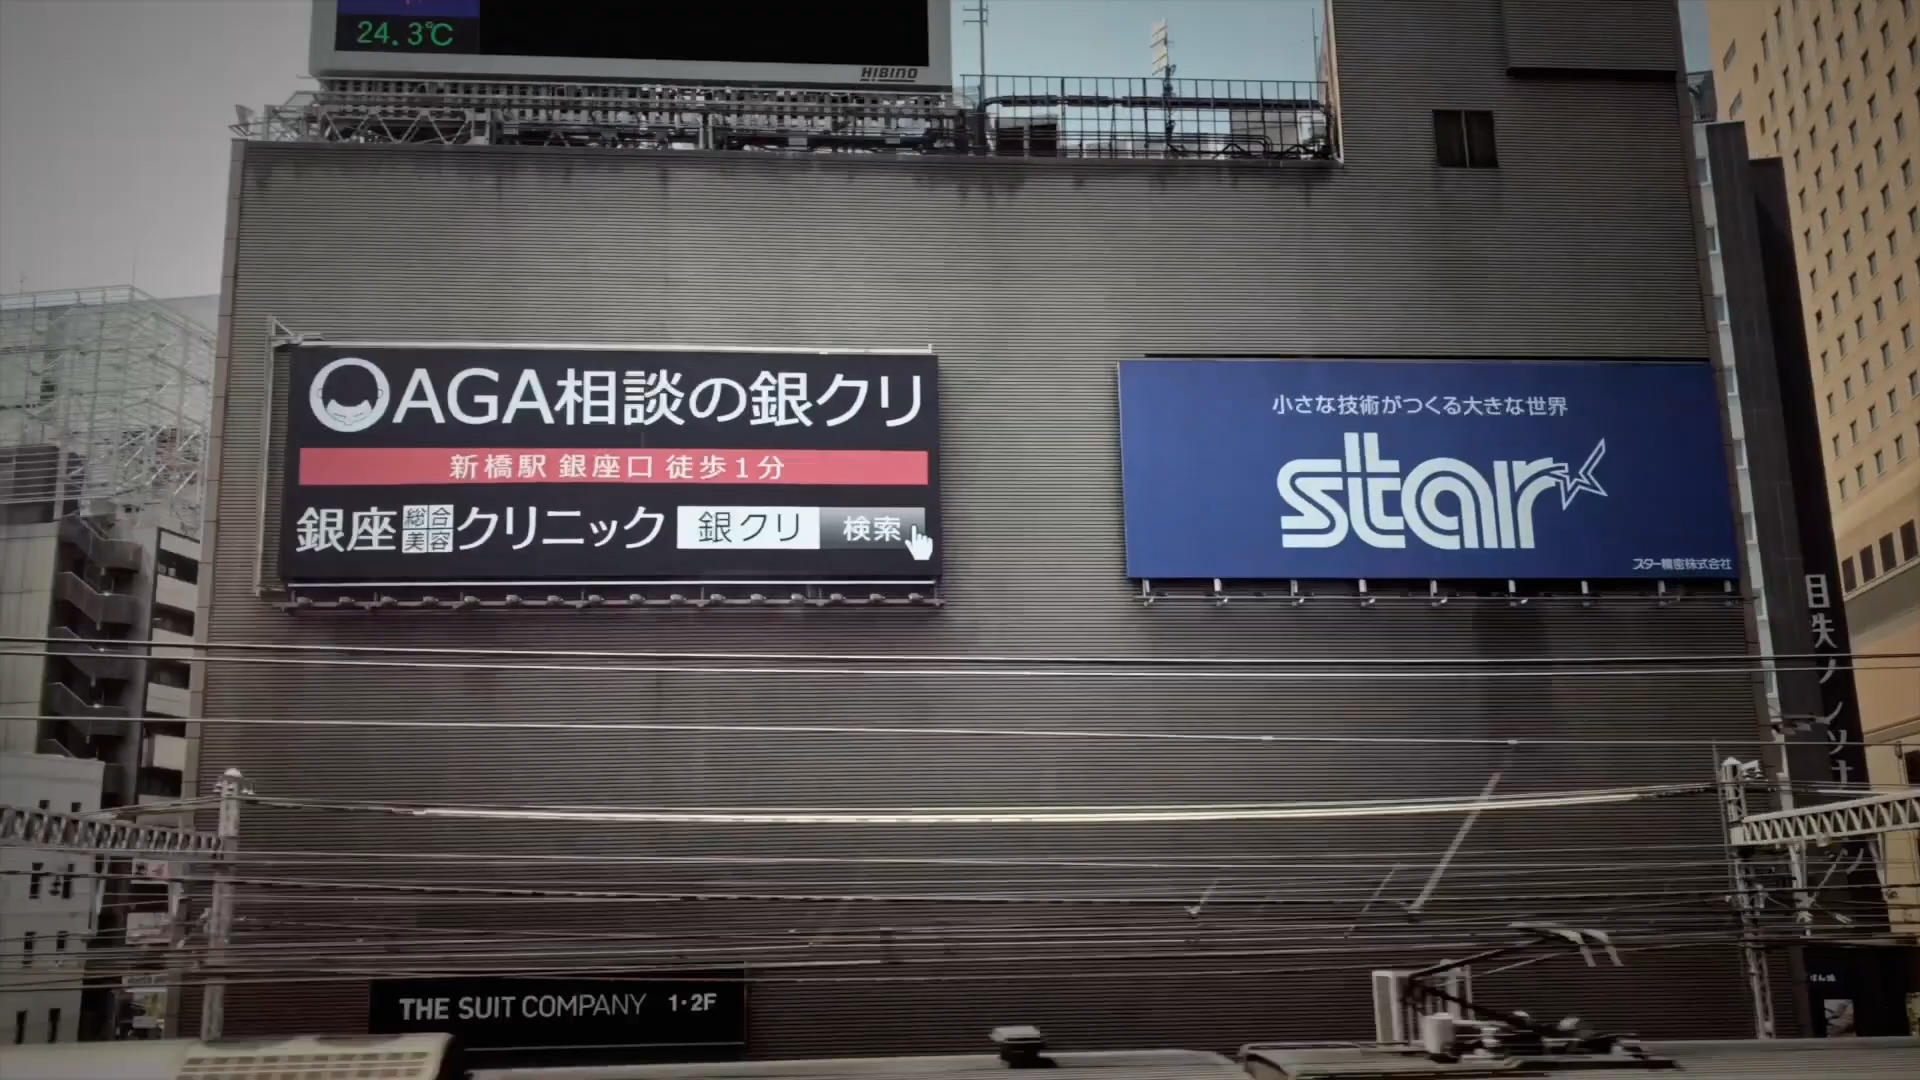 24.3℃
HIBINO
AGA相談の銀クリ
新橋駅 銀座口 徒歩1分
銀座総合美容クリニック 銀クリ 検索
小さな技術がつくる大きな世界
star
スター精密株式会社
THE SUIT COMPANY 1・2F